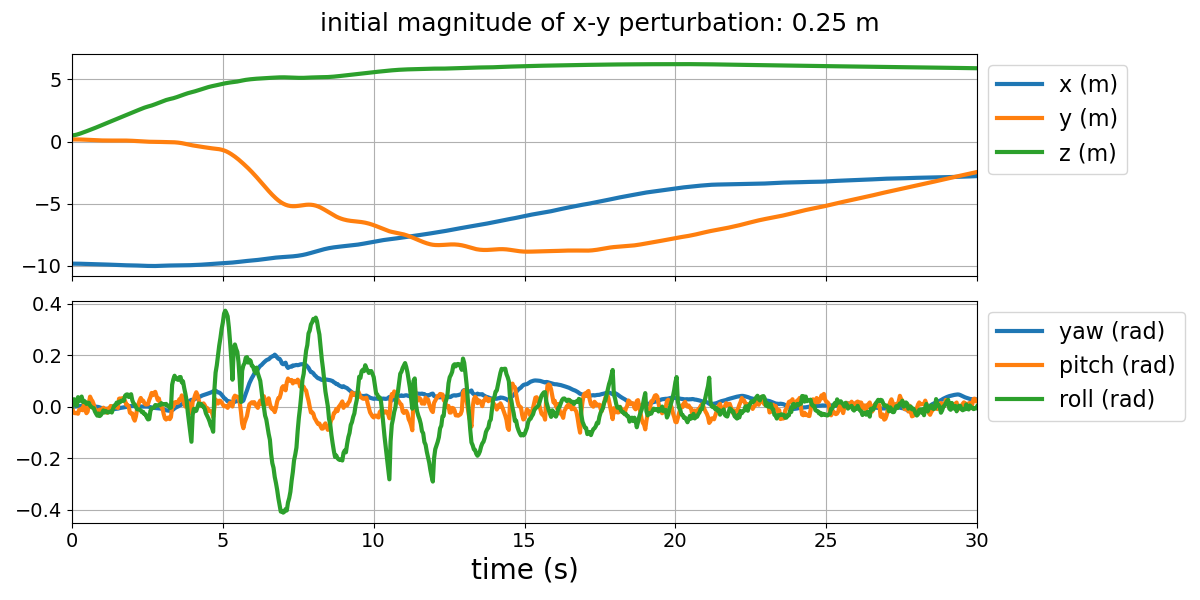 initial magnitude of x-y perturbation: 0.25 m
5
0
−5
−10
x (m)
y (m)
z (m)
0.4
0.2
0.0
−0.2
−0.4
yaw (rad)
pitch (rad)
roll (rad)
0 5 10 15 20 25 30
time (s)